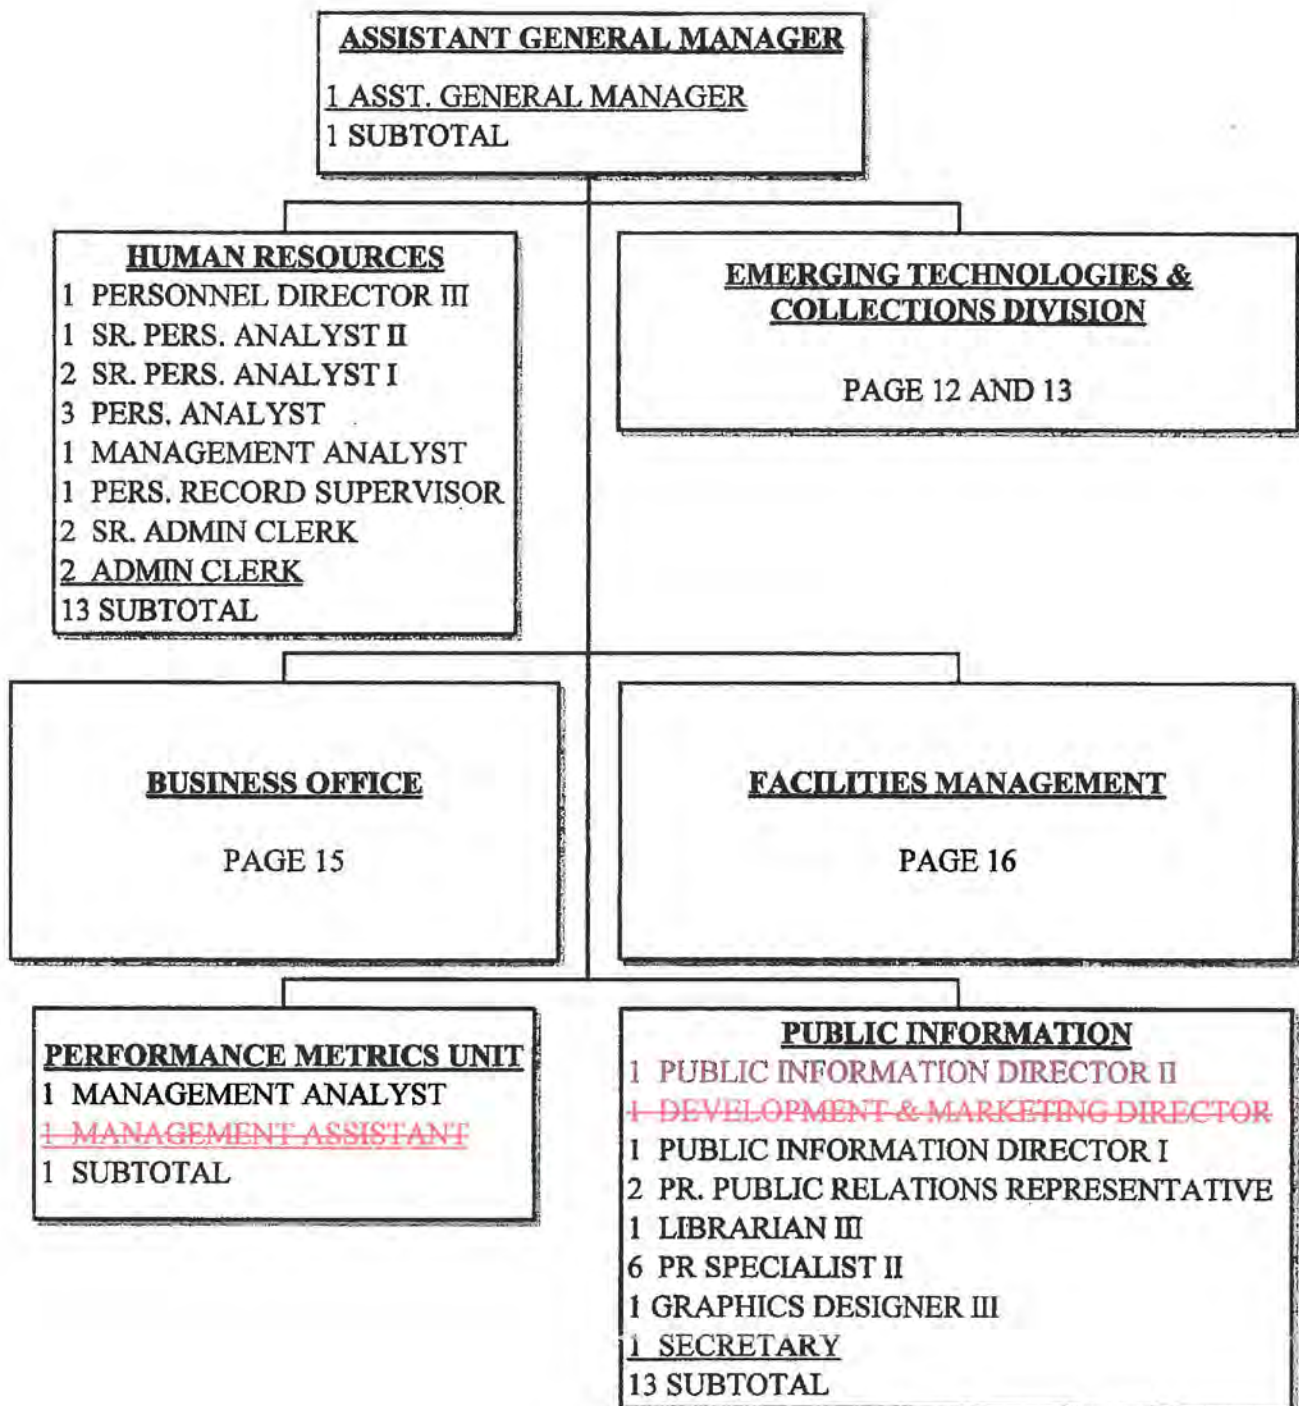 ASSISTANT GENERAL MANAGER
1 ASST. GENERAL MANAGER
1 SUBTOTAL
HUMAN RESOURCES
1 PERSONNEL DIRECTOR III
1 SR. PERS. ANALYST II
2 SR. PERS. ANALYST I
3 PERS. ANALYST
1 MANAGEMENT ANALYST
1 PERS. RECORD SUPERVISOR
2 SR. ADMIN CLERK
2 ADMIN CLERK
13 SUBTOTAL
EMERGING TECHNOLOGIES &
COLLECTIONS DIVISION
PAGE 12 AND 13
BUSINESS OFFICE
PAGE 15
FACILITIES MANAGEMENT
PAGE 16
PERFORMANCE METRICS UNIT
1 MANAGEMENT ANALYST
1 MANAGEMENT ASSISTANT
1 SUBTOTAL
PUBLIC INFORMATION
1 PUBLIC INFORMATION DIRECTOR II
1 DEVELOPMENT & MARKETING DIRECTOR
1 PUBLIC INFORMATION DIRECTOR I
2 PR. PUBLIC RELATIONS REPRESENTATIVE
1 LIBRARIAN III
6 PR SPECIALIST II
1 GRAPHICS DESIGNER III
1 SECRETARY
13 SUBTOTAL